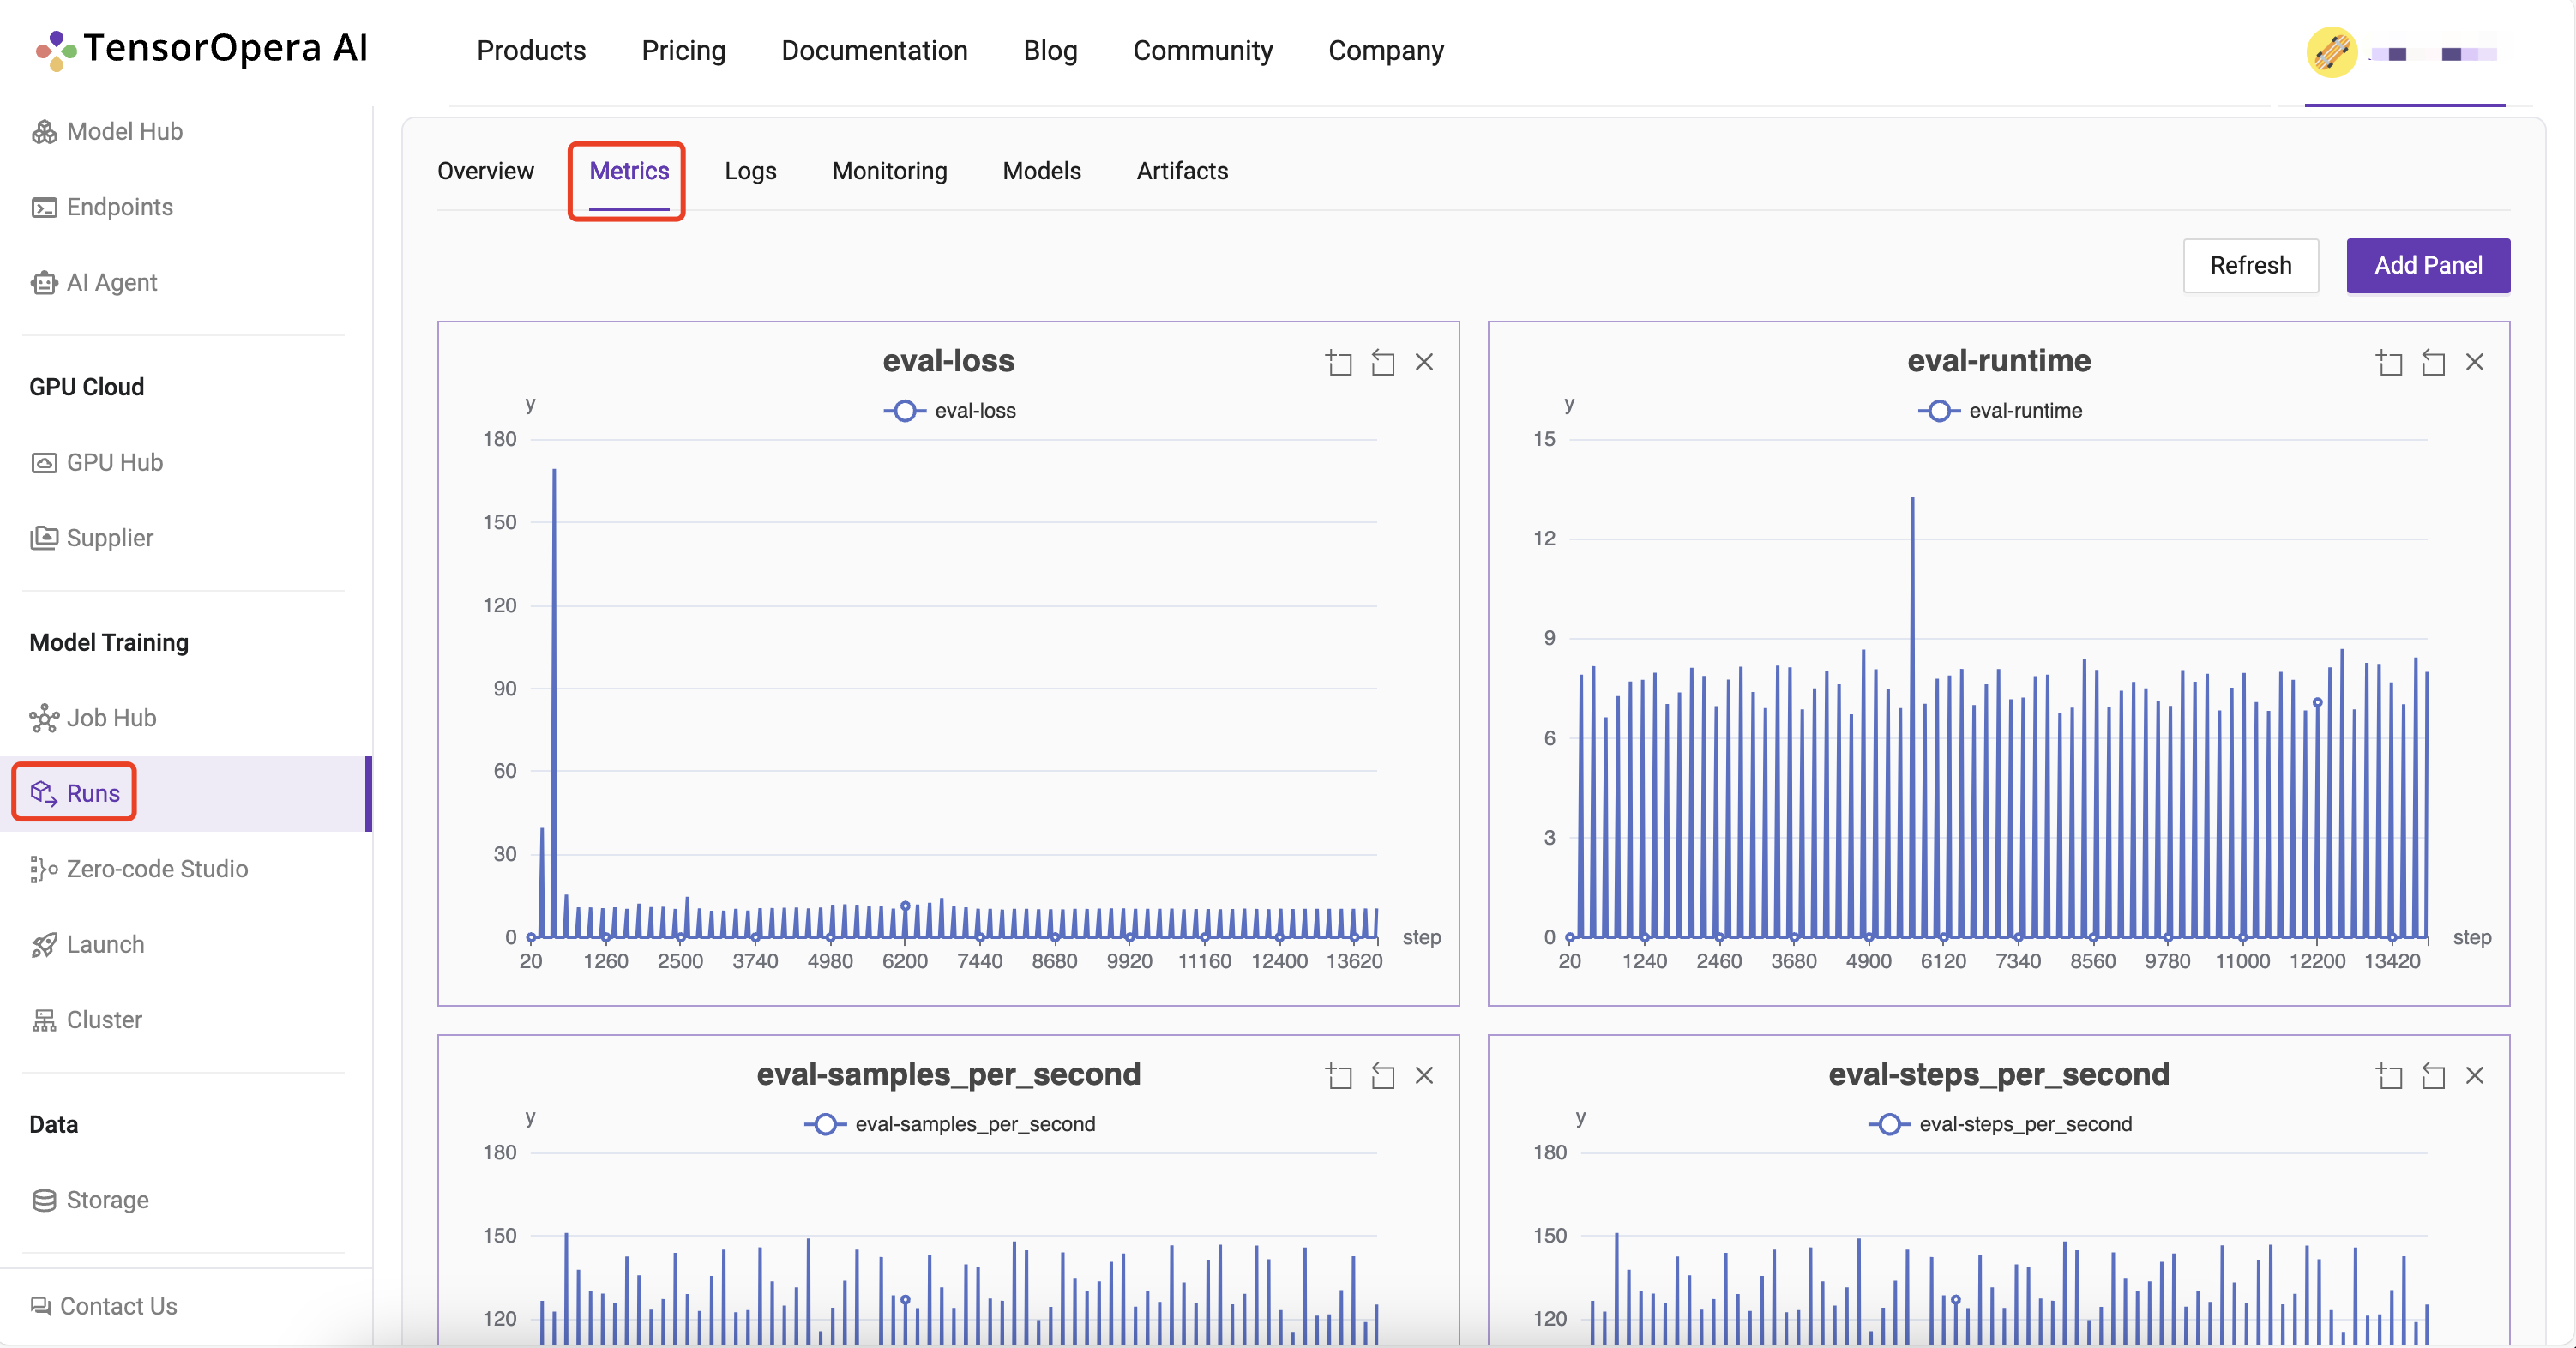 TensorOpera AI
Products
Pricing
Documentation
Blog
Community
Company
Model Hub
Endpoints
AI Agent
GPU Cloud
GPU Hub
Supplier
Model Training
Job Hub
Runs
Zero-code Studio
Launch
Cluster
Data
Storage
Contact Us
Overview
Metrics
Logs
Monitoring
Models
Artifacts
Refresh
Add Panel
eval-loss
y
eval-loss
180
150
120
90
60
30
0
step
20 1260 2500 3740 4980 6200 7440 8680 9920 11160 12400 13620
eval-runtime
y
eval-runtime
15
12
9
6
3
0
step
20 1240 2460 3680 4900 6120 7340 8560 9780 11000 12200 13420
eval-samples_per_second
y
eval-samples_per_second
180
150
120
eval-steps_per_second
y
eval-steps_per_second
180
150
120